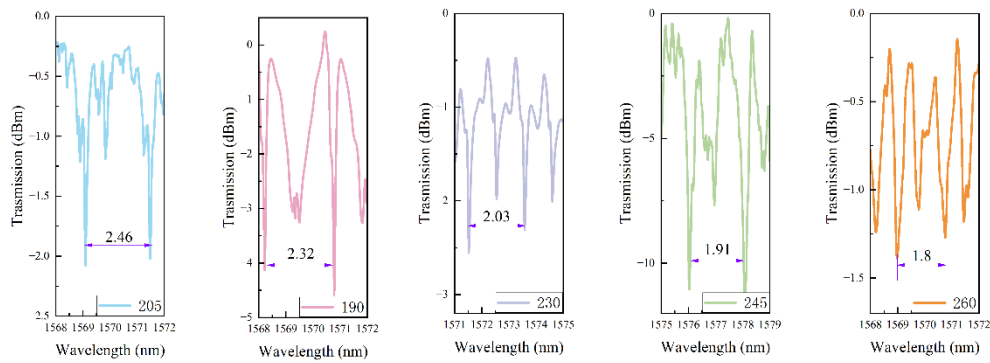 0.0
-0.5
-1.0
-1.5
-2.0
2.5
1568 1569 1570 1571 1572
Trasmission (dBm)
Wavelength (nm)
2.46
205
0
-1
-2
-3
-4
-5
1568 1569 1570 1571 1572
Trasmission (dBm)
Wavelength (nm)
2.32
190
0
-1
2
-3
1571 1572 1573 1574 1575
Trasmission (dBm)
Wavelength (nm)
2.03
230
0
-5
-10
1575 1576 1577 1578 1579
Trasmission (dBm)
Wavelength (nm)
1.91
245
0.0
-0.5
-1.0
-1.5
1568 1569 1570 1571 1572
Trasmission (dBm)
Wavelength (nm)
1.8
260